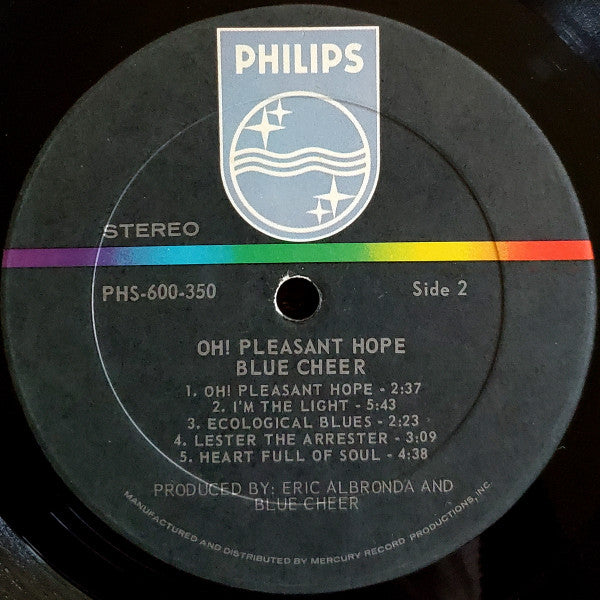 PHILIPS
STEREO
PHS-600-350
Side 2
OH! PLEASANT HOPE
BLUE CHEER
1. OH! PLEASANT HOPE - 2:37
2. I'M THE LIGHT - 5:43
3. ECOLOGICAL BLUES - 2:23
4. LESTER THE ARRESTER - 3:09
5. HEART FULL OF SOUL - 4:38
PRODUCED BY: ERIC ALBRONDA AND
BLUE CHEER
MANUFACTURED AND DISTRIBUTED BY MERCURY RECORD PRODUCTIONS, INC.